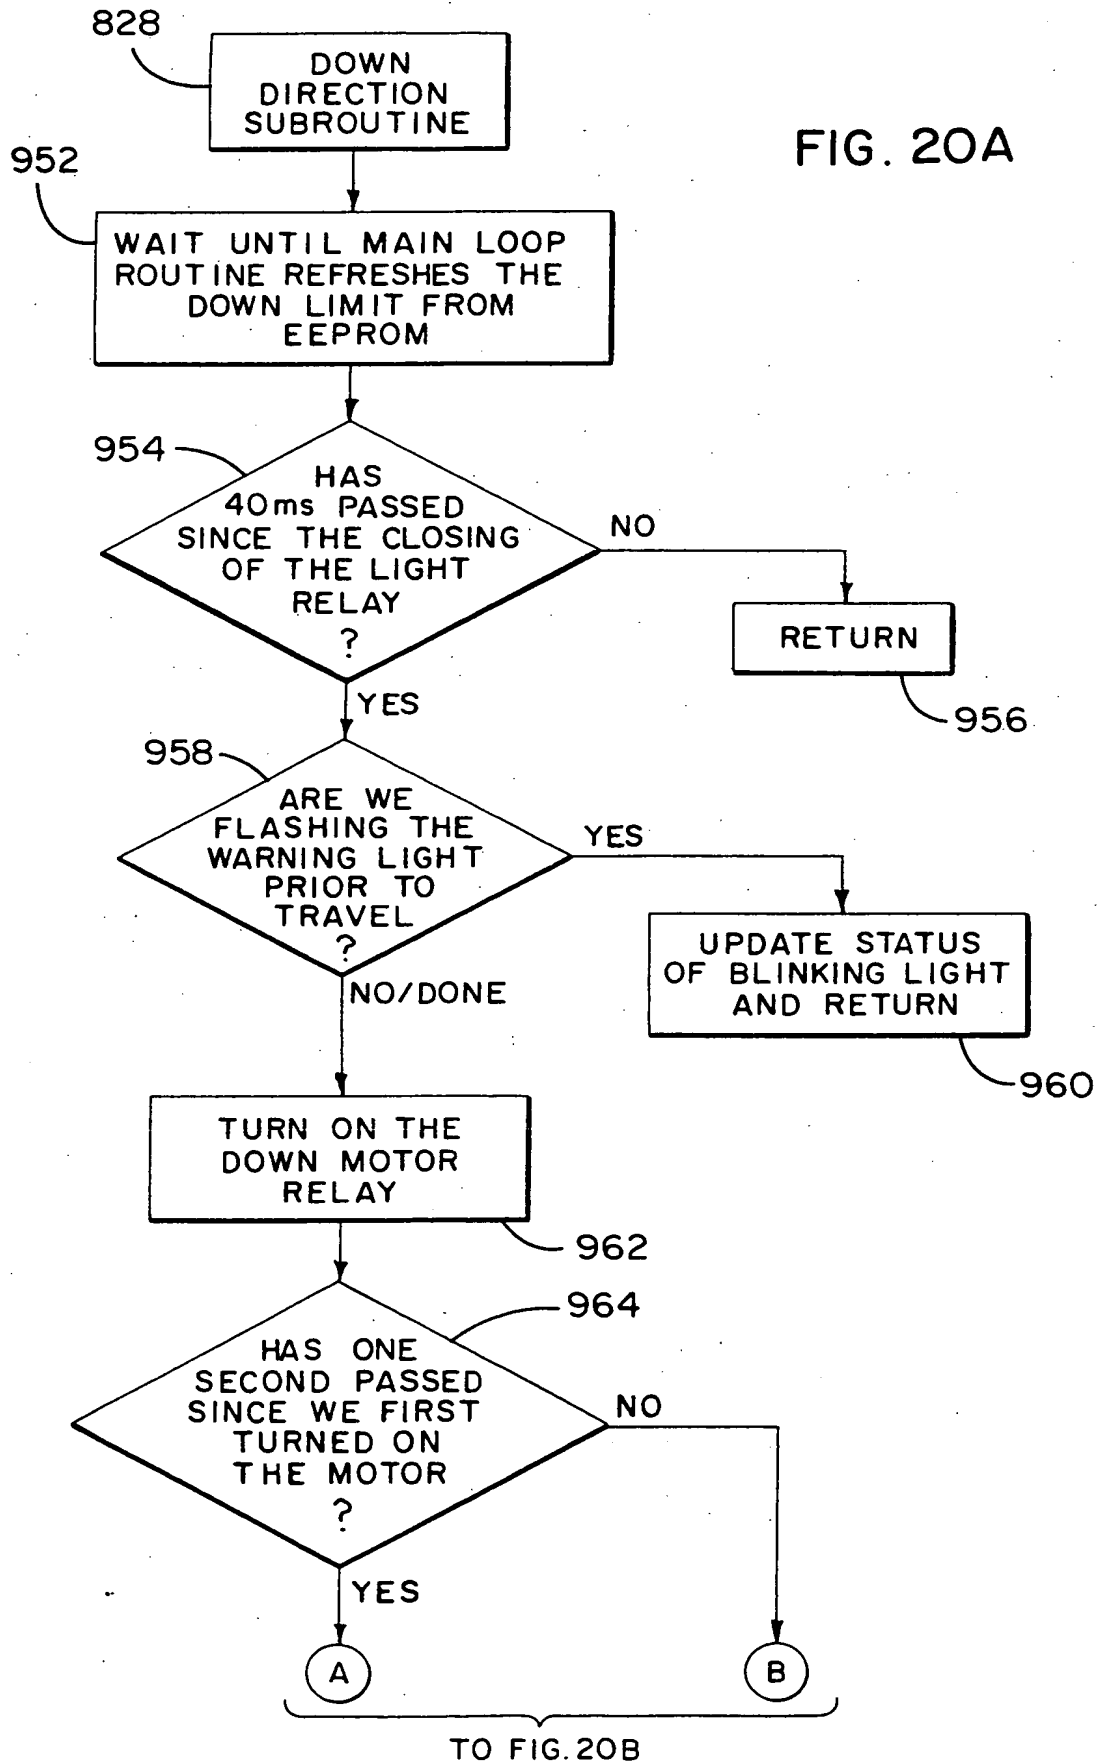 828
DOWN
DIRECTION
SUBROUTINE
FIG. 20A
952
WAIT UNTIL MAIN LOOP
ROUTINE REFRESHES THE
DOWN LIMIT FROM
EEPROM
954
HAS
40ms PASSED
SINCE THE CLOSING
OF THE LIGHT
RELAY
?
NO
RETURN
956
YES
958
ARE WE
FLASHING THE
WARNING LIGHT
PRIOR TO
TRAVEL
?
YES
UPDATE STATUS
OF BLINKING LIGHT
AND RETURN
960
NO/DONE
TURN ON THE
DOWN MOTOR
RELAY
962
964
HAS ONE
SECOND PASSED
SINCE WE FIRST
TURNED ON
THE MOTOR
?
NO
YES
A
B
TO FIG. 20B